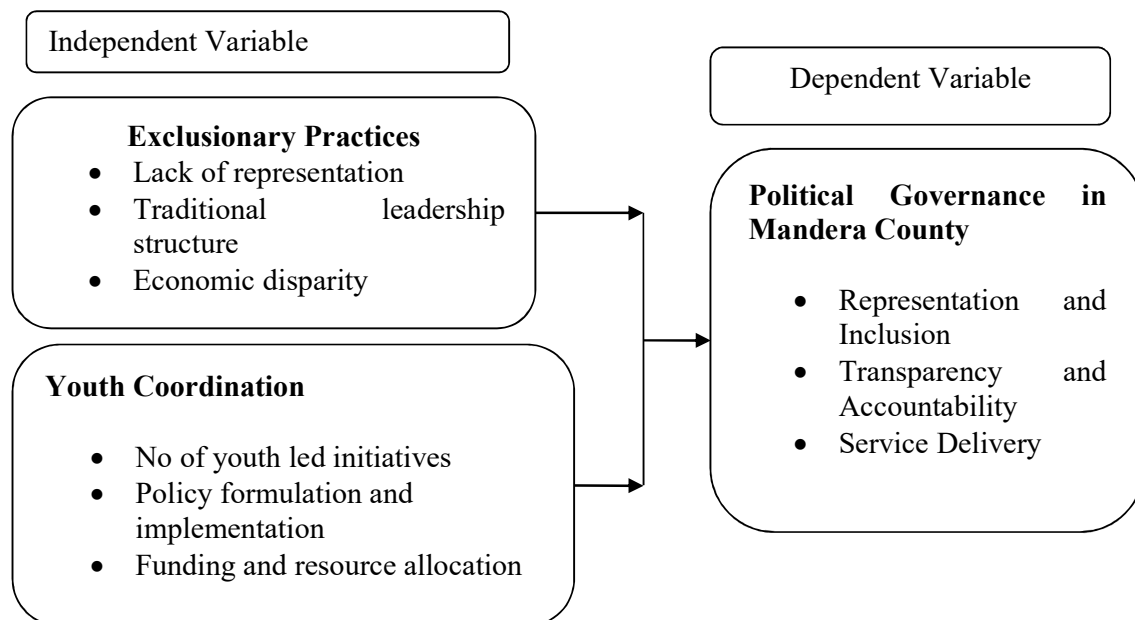 Independent Variable
Exclusionary Practices
• Lack of representation
• Traditional leadership
structure
• Economic disparity
Youth Coordination
• No of youth led initiatives
• Policy formulation and
implementation
• Funding and resource allocation
Dependent Variable
Political Governance in
Mandera County
• Representation and
Inclusion
• Transparency and
Accountability
• Service Delivery